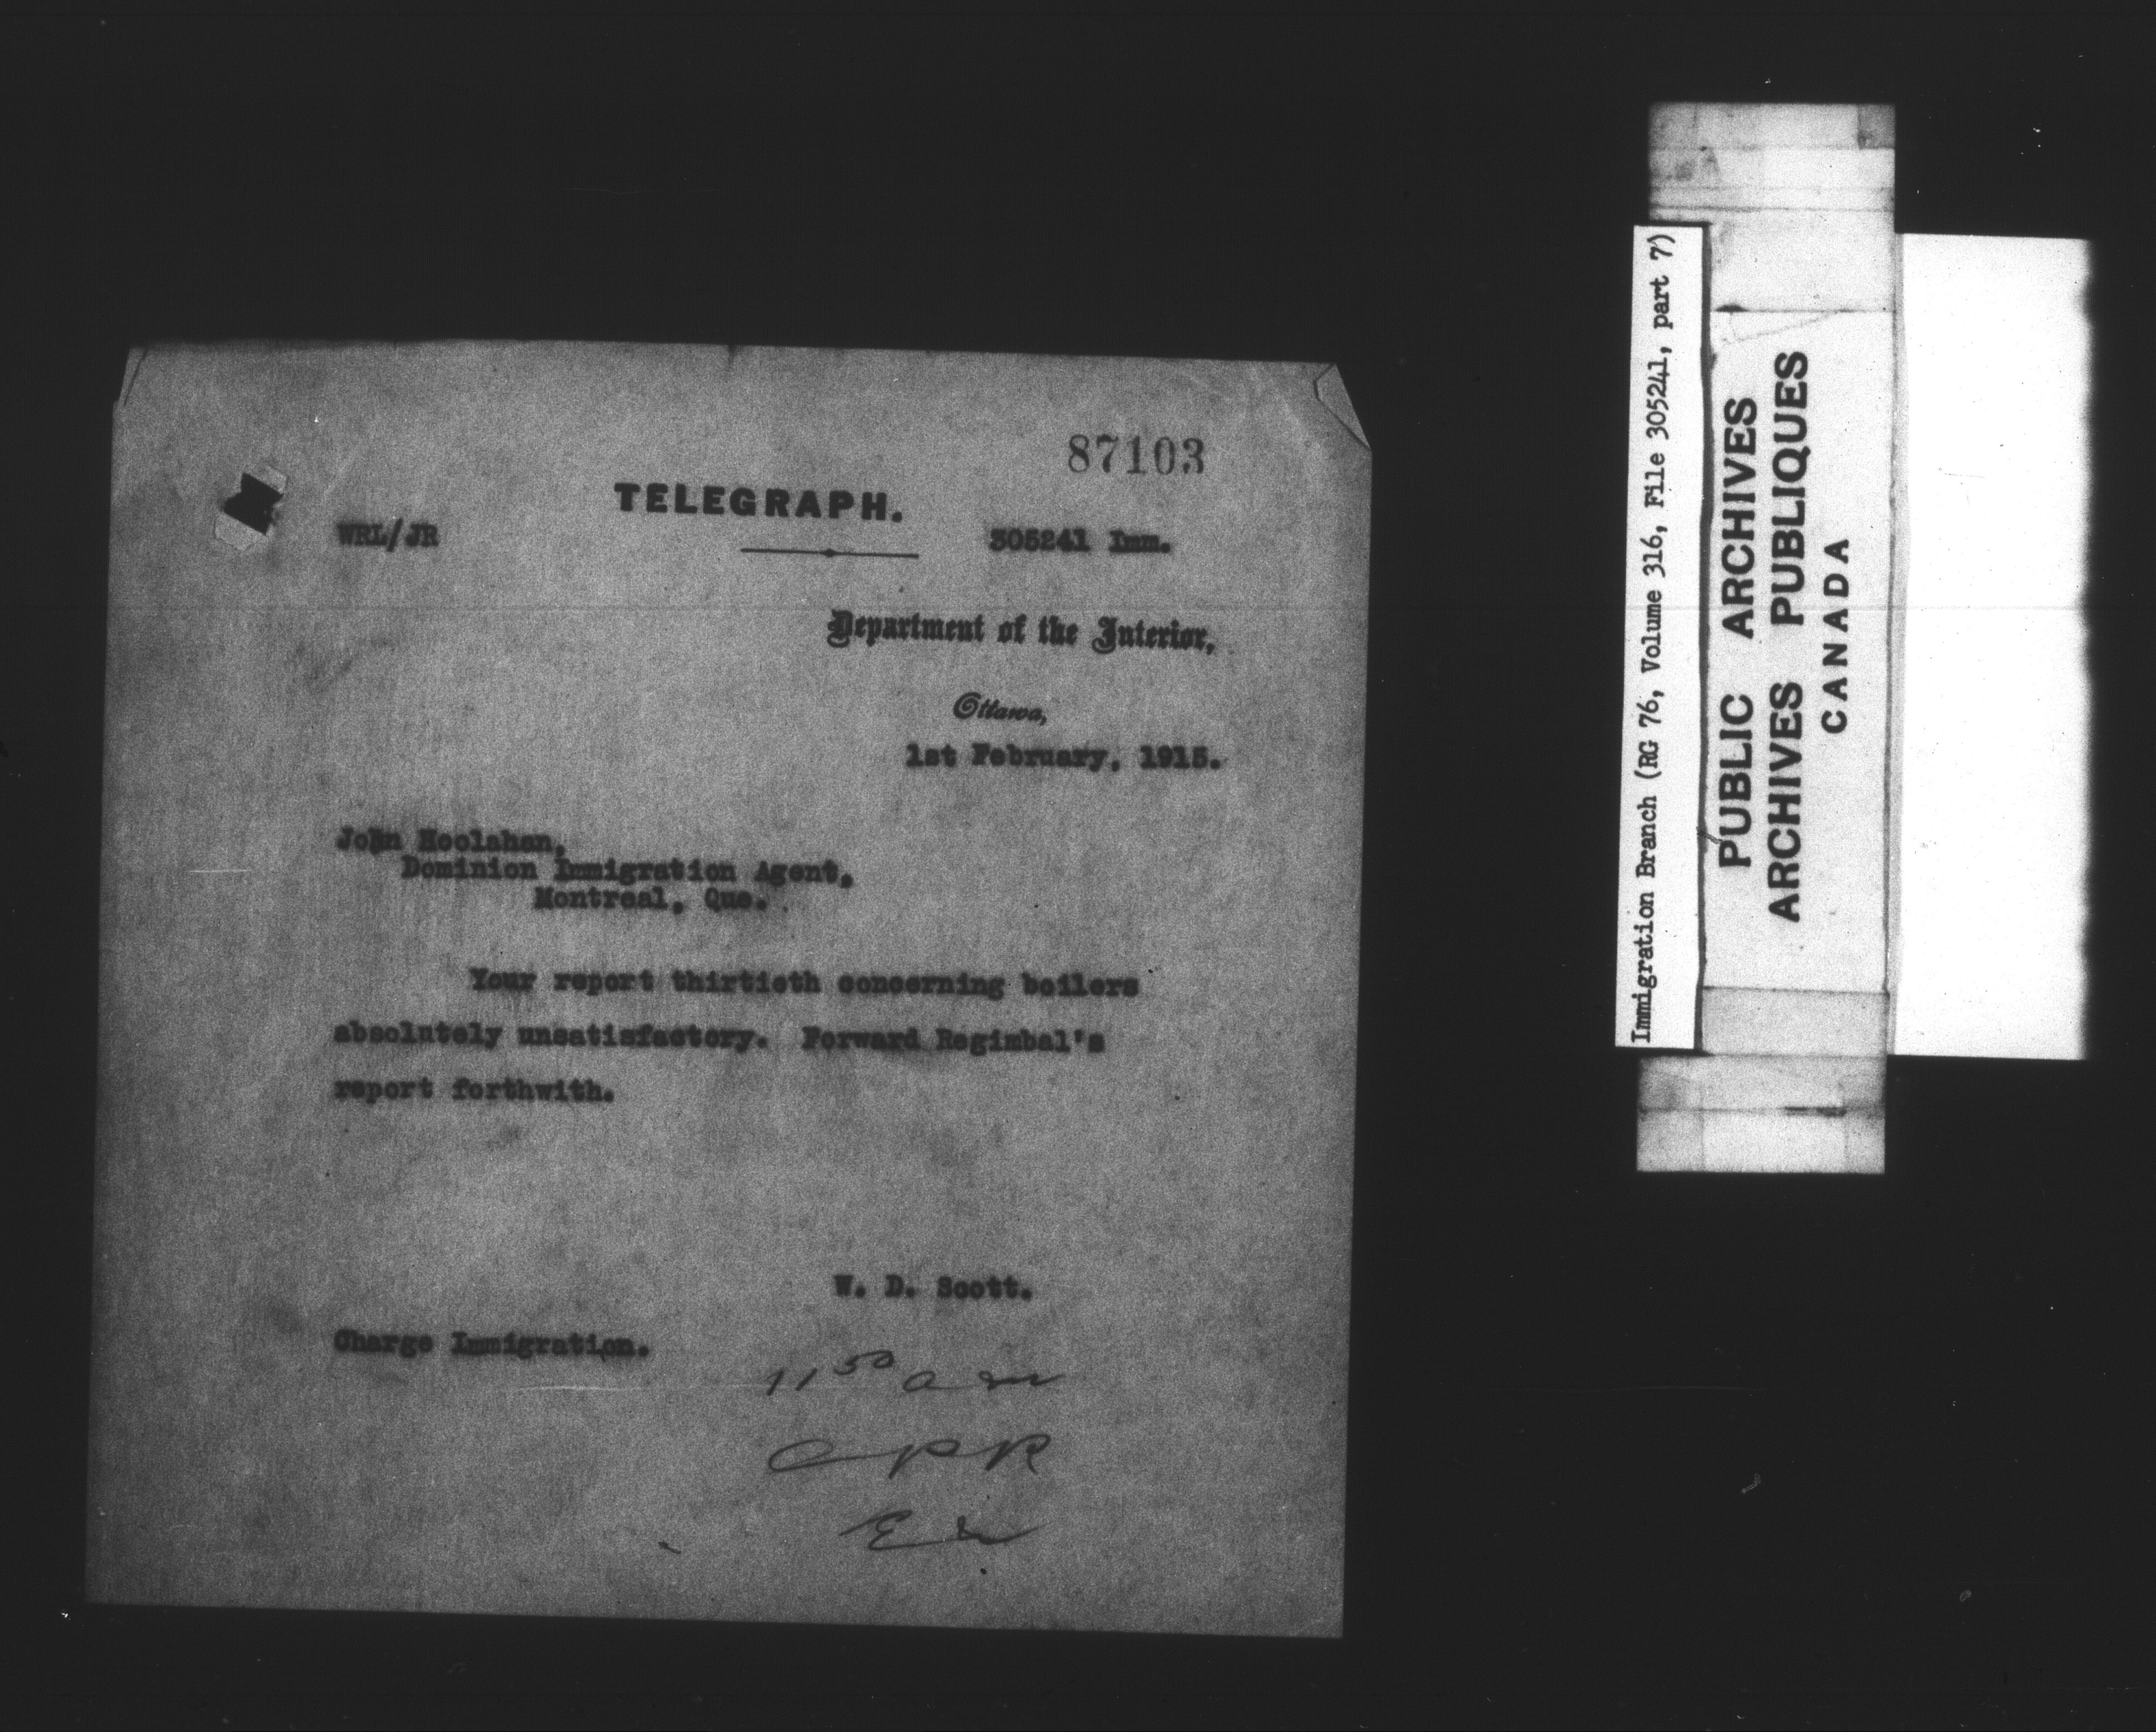 87103
TELEGRAPH.
WRL/JR
305241 Imm.
Department of the Interior,
Ottawa,
1st February, 1915.
John Hoolahan,
Dominion Immigration Agent,
Montreal, Que.
Your report thirtieth concerning boilers
absolutely unsatisfactory. Forward Regimbal's
report forthwith.
W. D. Scott.
Charge Immigration.
11 50 a m
CPR
Immigration Branch (RG 76, Volume 316, File 305241, part 7)
PUBLIC ARCHIVES
ARCHIVES PUBLIQUES
CANADA